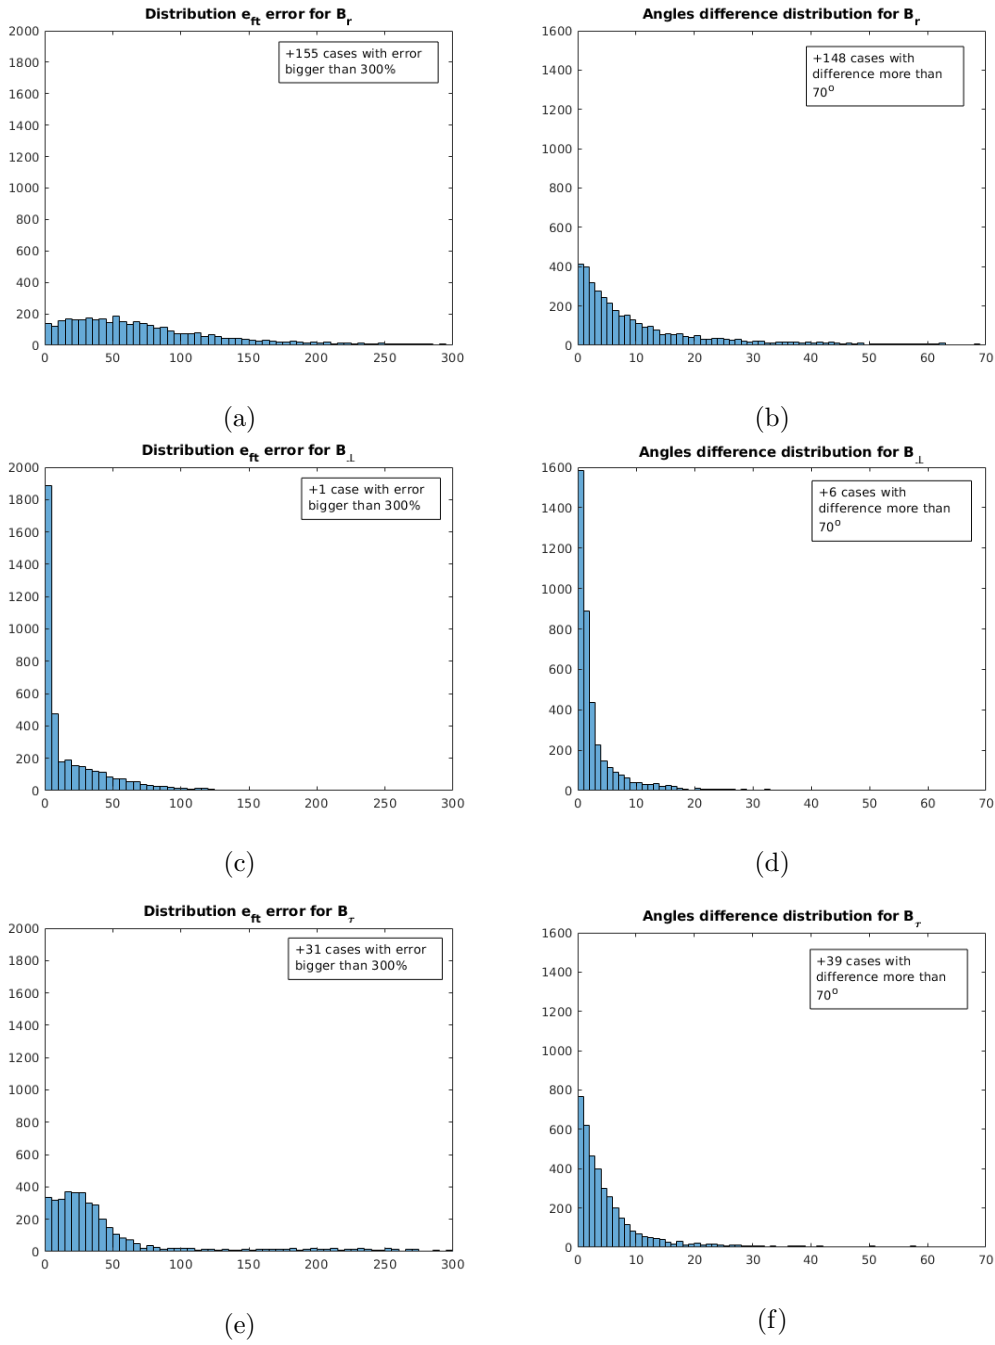 Distribution e_ft error for B_r
+155 cases with error
bigger than 300%
2000
1800
1600
1400
1200
1000
800
600
400
200
0
0 50 100 150 200 250 300
(a)
Angles difference distribution for B_r
+148 cases with
difference more than
70^o
1600
1400
1200
1000
800
600
400
200
0
0 10 20 30 40 50 60 70
(b)
Distribution e_ft error for B_⊥
+1 case with error
bigger than 300%
2000
1800
1600
1400
1200
1000
800
600
400
200
0
0 50 100 150 200 250 300
(c)
Angles difference distribution for B_⊥
+6 cases with
difference more than
70^o
1600
1400
1200
1000
800
600
400
200
0
0 10 20 30 40 50 60 70
(d)
Distribution e_ft error for B_τ
+31 cases with error
bigger than 300%
2000
1800
1600
1400
1200
1000
800
600
400
200
0
0 50 100 150 200 250 300
(e)
Angles difference distribution for B_τ
+39 cases with
difference more than
70^o
1600
1400
1200
1000
800
600
400
200
0
0 10 20 30 40 50 60 70
(f)